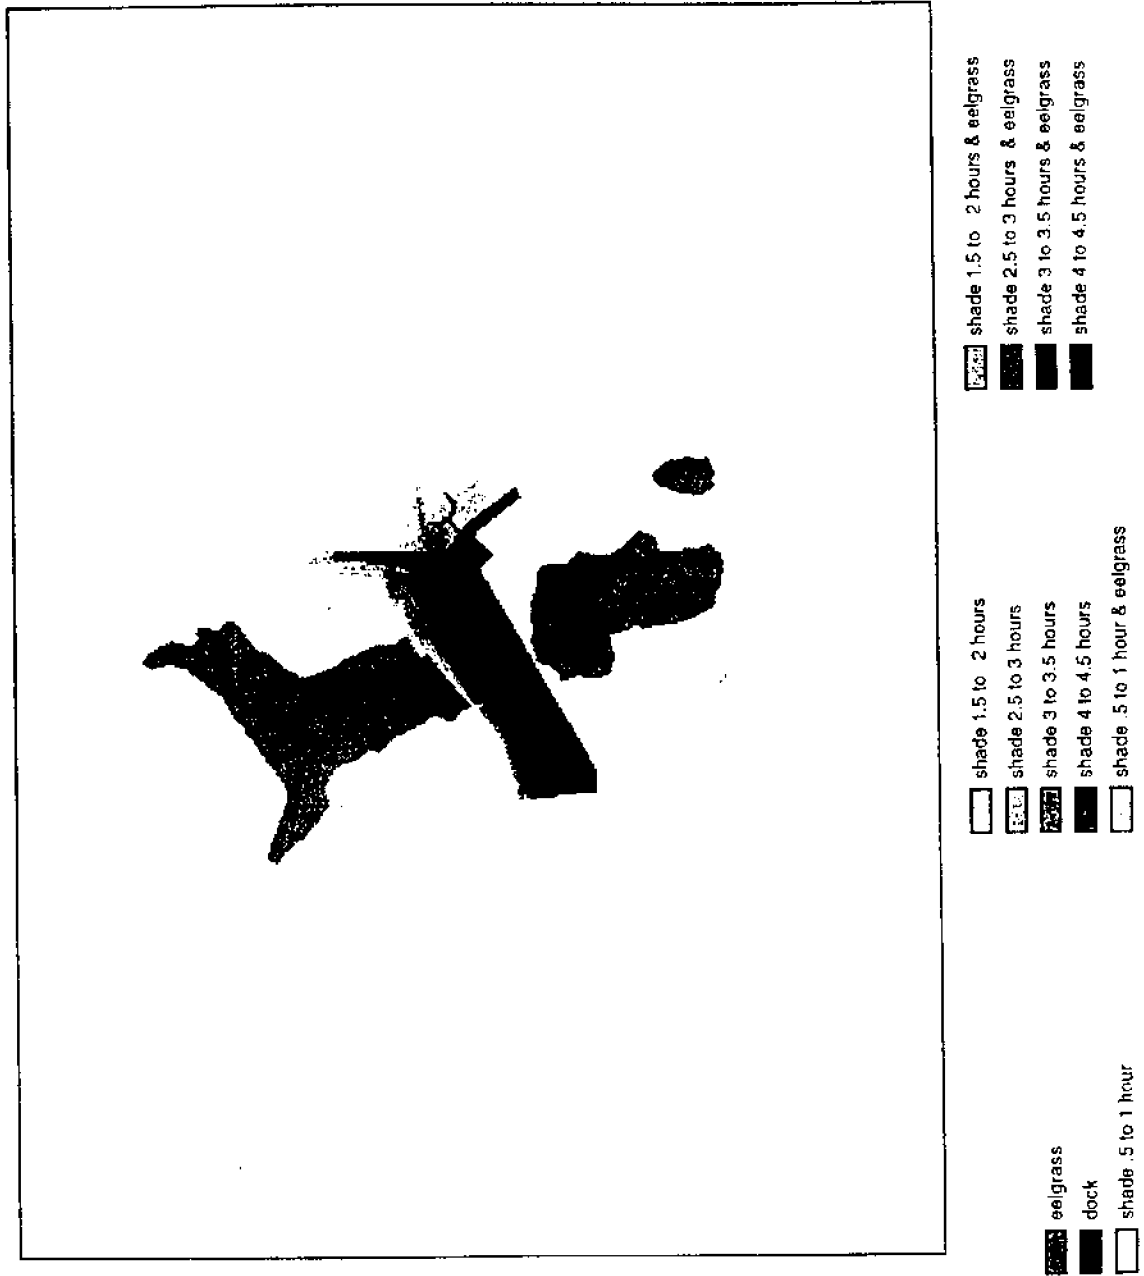 eelgrass
dock
shade .5 to 1 hour
shade 1.5 to 2 hours
shade 2.5 to 3 hours
shade 3 to 3.5 hours
shade 4 to 4.5 hours
shade .5 to 1 hour & eelgrass
shade 1.5 to 2 hours & eelgrass
shade 2.5 to 3 hours & eelgrass
shade 3 to 3.5 hours & eelgrass
shade 4 to 4.5 hours & eelgrass